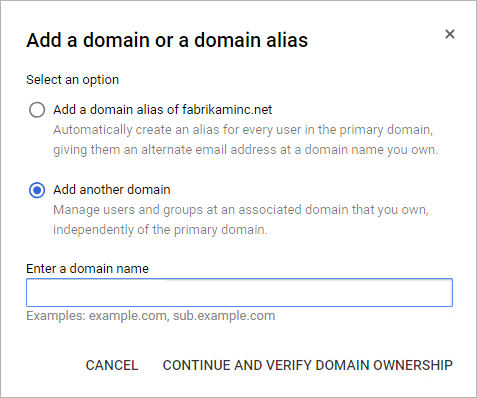 Add a domain or a domain alias
Select an option
Add a domain alias of fabrikaminc.net
Automatically create an alias for every user in the primary domain,
giving them an alternate email address at a domain name you own.
Add another domain
Manage users and groups at an associated domain that you own,
independently of the primary domain.
Enter a domain name
Examples: example.com, sub.example.com
CANCEL CONTINUE AND VERIFY DOMAIN OWNERSHIP